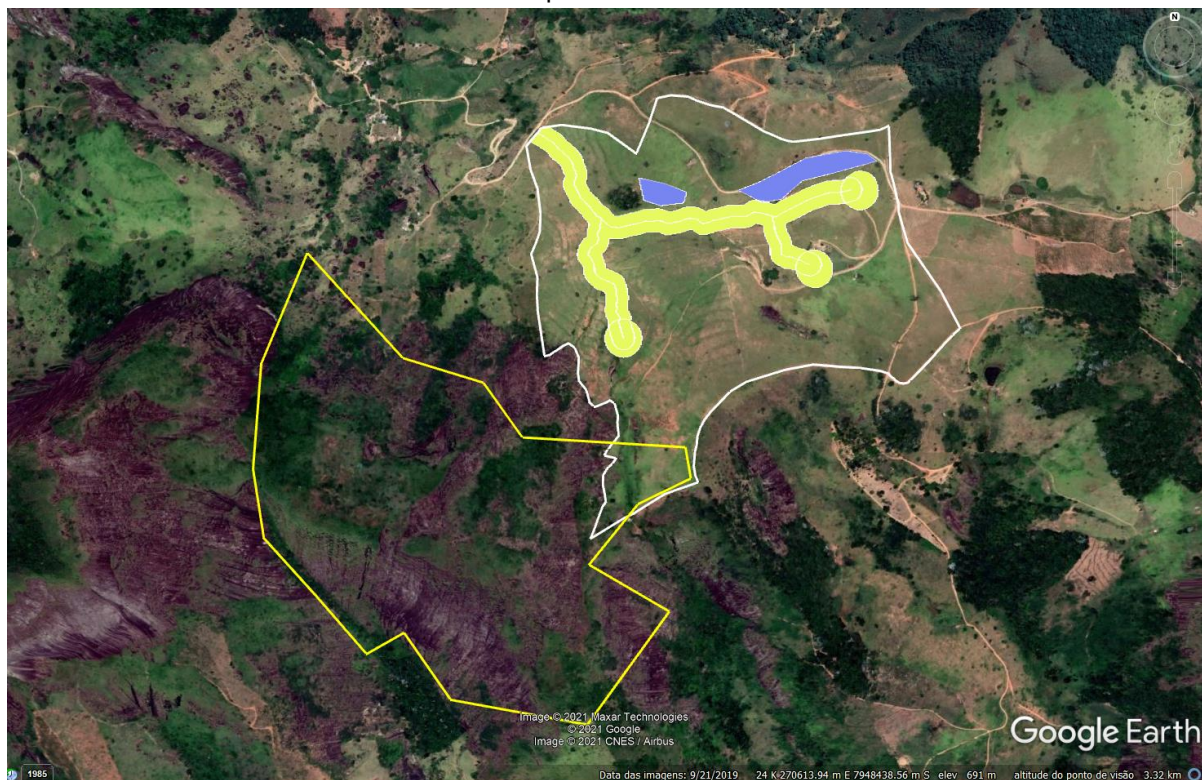 N
Image © 2021 Maxar Technologies
© 2021 Google
Image © 2021 CNES / Airbus
Google Earth
1985
Data das imagens: 9/21/2019 24 K 270613.94 m E 7948438.56 m S elev 691 m altitude do ponto de visão 3.32 km